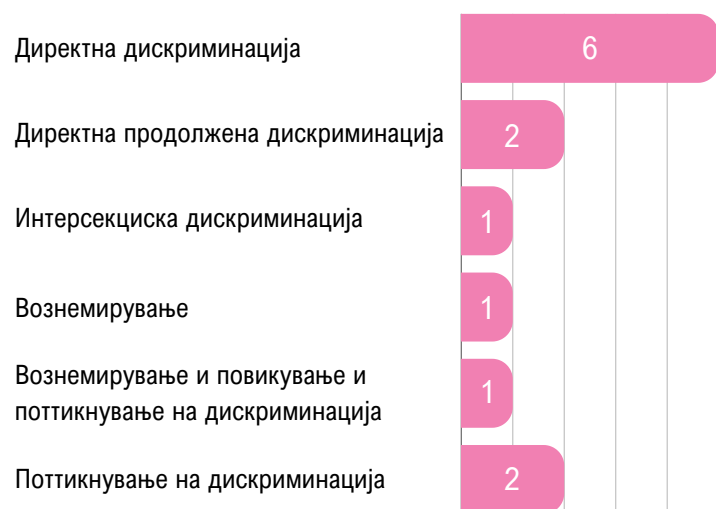 Директна дискриминација
6
Директна продолжена дискриминација
2
Интерсекциска дискриминација
1
Вознемирување
1
Вознемирување и повикување и
поттикнување на дискриминација
1
Поттикнување на дискриминација
2